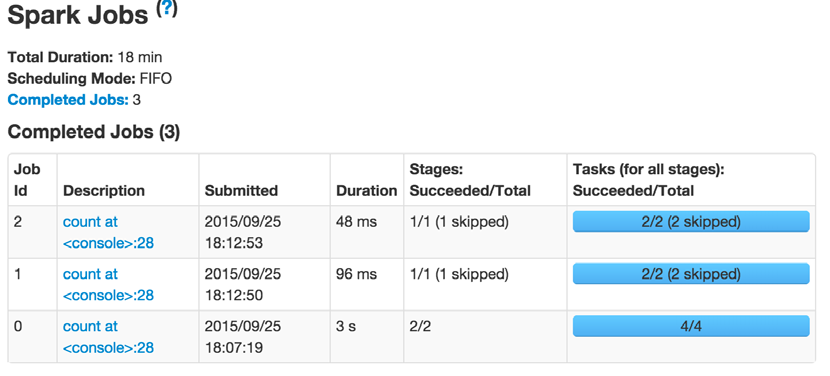 Spark Jobs (?)
Total Duration: 18 min
Scheduling Mode: FIFO
Completed Jobs: 3
Completed Jobs (3)
Job Id Description Submitted Duration Stages: Succeeded/Total Tasks (for all stages): Succeeded/Total
2 count at <console>:28 2015/09/25 18:12:53 48 ms 1/1 (1 skipped) 2/2 (2 skipped)
1 count at <console>:28 2015/09/25 18:12:50 96 ms 1/1 (1 skipped) 2/2 (2 skipped)
0 count at <console>:28 2015/09/25 18:07:19 3 s 2/2 4/4